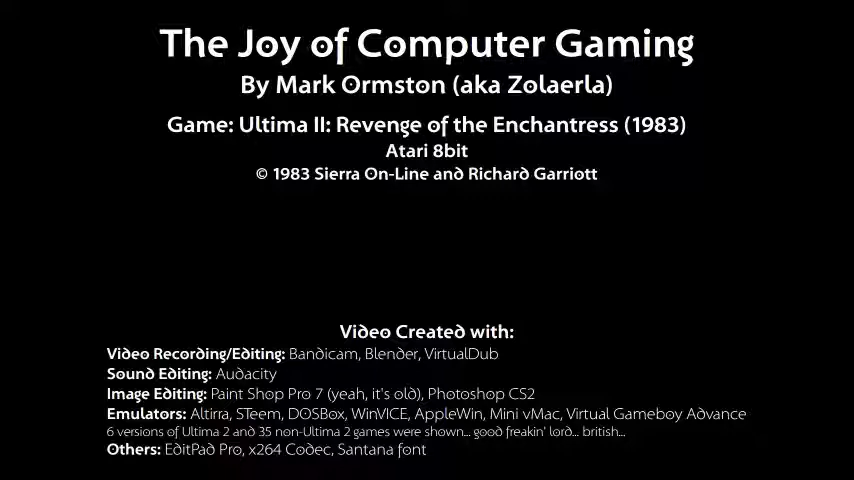 The Joy of Computer Gaming
By Mark Ormston (aka Zolaerla)
Game: Ultima II: Revenge of the Enchantress (1983)
Atari 8bit
© 1983 Sierra On-Line and Richard Garriott
Video Created with:
Video Recording/Editing: Bandicam, Blender, VirtualDub
Sound Editing: Audacity
Image Editing: Paint Shop Pro 7 (yeah, it's old), Photoshop CS2
Emulators: Altirra, STeem, DOSBox, WinVICE, AppleWin, Mini vMac, Virtual Gameboy Advance
6 versions of Ultima 2 and 35 non-Ultima 2 games were shown... good freakin' lord... british...
Others: EditPad Pro, x264 Codec, Santana font